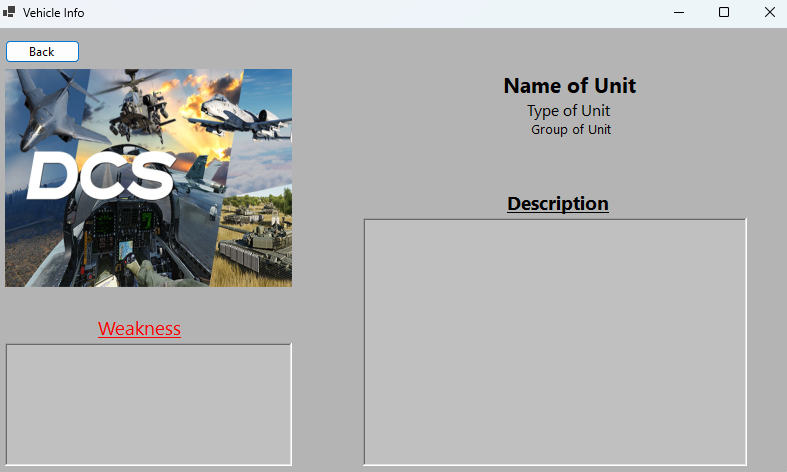 Vehicle Info
Back
DCS
Name of Unit
Type of Unit
Group of Unit
Description
Weakness